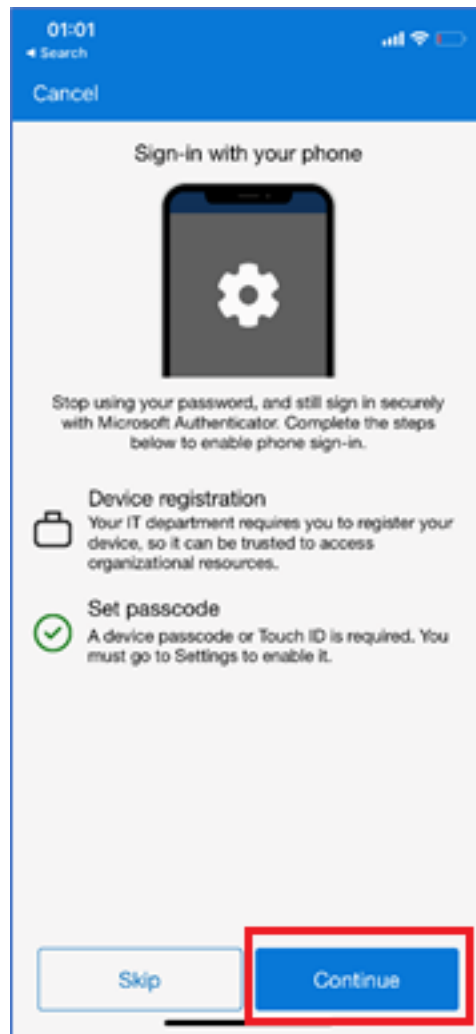 01:01
◀ Search
Cancel
Sign-in with your phone
Stop using your password, and still sign in securely
with Microsoft Authenticator. Complete the steps
below to enable phone sign-in.
Device registration
Your IT department requires you to register your
device, so it can be trusted to access
organizational resources.
Set passcode
A device passcode or Touch ID is required. You
must go to Settings to enable it.
Skip
Continue